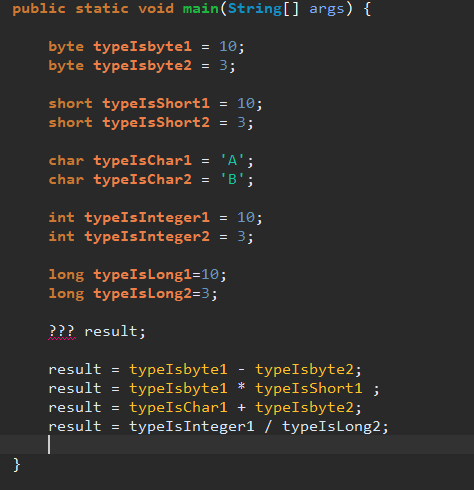 public static void main(String[] args) {
byte typeIsbyte1 = 10;
byte typeIsbyte2 = 3;
short typeIsShort1 = 10;
short typeIsShort2 = 3;
char typeIsChar1 = 'A';
char typeIsChar2 = 'B';
int typeIsInteger1 = 10;
int typeIsInteger2 = 3;
long typeIsLong1=10;
long typeIsLong2=3;
??? result;
result = typeIsbyte1 - typeIsbyte2;
result = typeIsbyte1 * typeIsShort1 ;
result = typeIsChar1 + typeIsbyte2;
result = typeIsInteger1 / typeIsLong2;
}